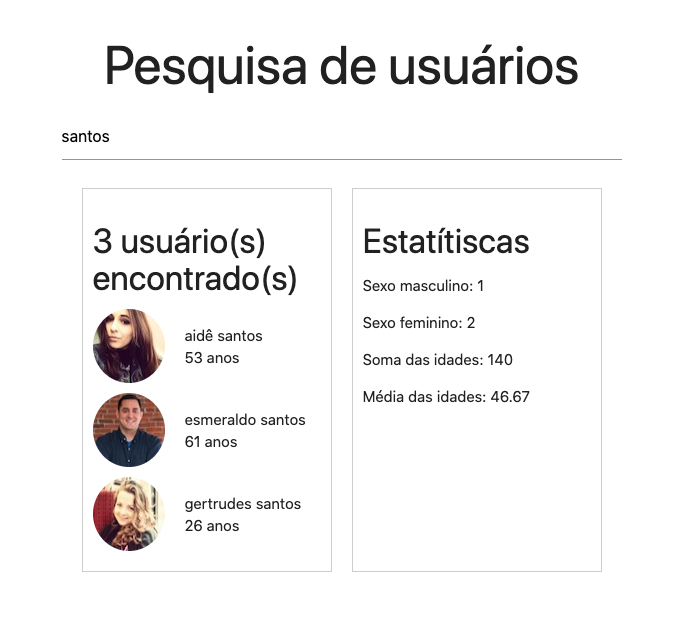 Pesquisa de usuários
santos
3 usuário(s)
encontrado(s)
aidê santos
53 anos
esmeraldo santos
61 anos
gertrudes santos
26 anos
Estatítiscas
Sexo masculino: 1
Sexo feminino: 2
Soma das idades: 140
Média das idades: 46.67